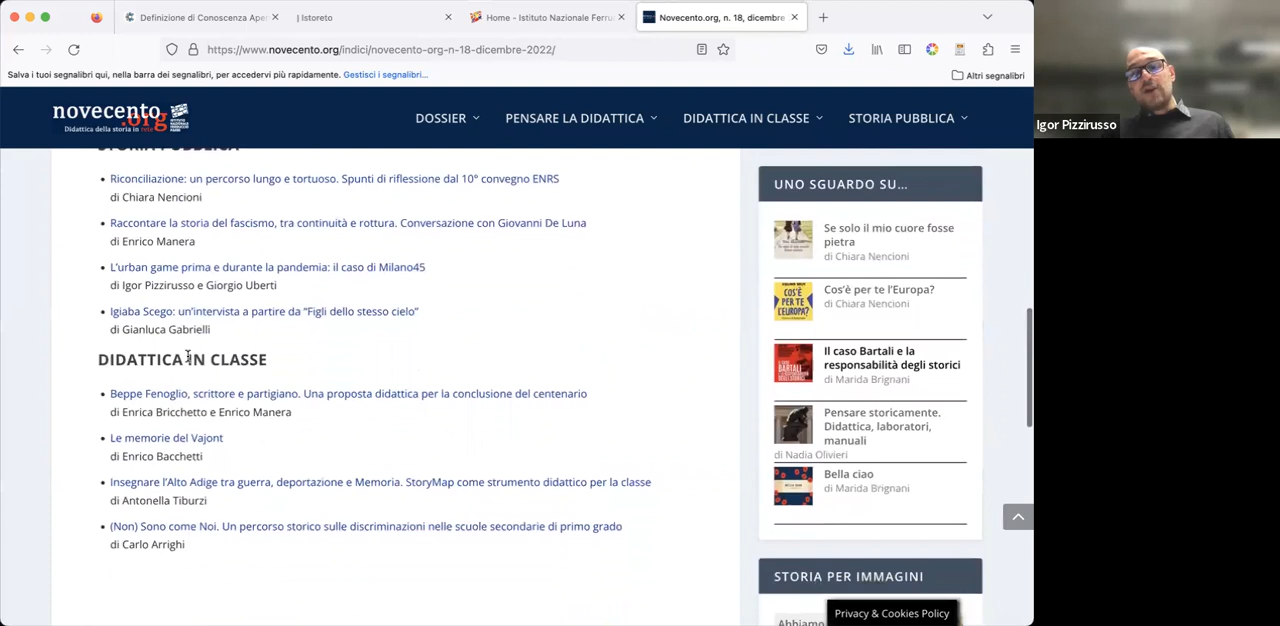 Definizione di Conoscenza Ape
| Istoreto
Home - Istituto Nazionale Ferru
Novecento.org, n. 18, dicembre
https://www.novecento.org/indici/novecento-org-n-18-dicembre-2022/
Salva i tuoi segnalibri qui, nella barra dei segnalibri, per accedervi più rapidamente. Gestisci i segnalibri...
Altri segnalibri
novecento
.org
Didattica della storia in rete
DOSSIER
PENSARE LA DIDATTICA
DIDATTICA IN CLASSE
STORIA PUBBLICA
Igor Pizzirusso
STORIA PUBBLICA
• Riconciliazione: un percorso lungo e tortuoso. Spunti di riflessione dal 10° convegno ENRS
di Chiara Nencioni
• Raccontare la storia del fascismo, tra continuità e rottura. Conversazione con Giovanni De Luna
di Enrico Manera
• L'urban game prima e durante la pandemia: il caso di Milano45
di Igor Pizzirusso e Giorgio Uberti
• Igiaba Scego: un'intervista a partire da "Figli dello stesso cielo"
di Gianluca Gabrielli
DIDATTICA IN CLASSE
• Beppe Fenoglio, scrittore e partigiano. Una proposta didattica per la conclusione del centenario
di Enrica Bricchetto e Enrico Manera
• Le memorie del Vajont
di Enrico Bacchetti
• Insegnare l'Alto Adige tra guerra, deportazione e Memoria. StoryMap come strumento didattico per la classe
di Antonella Tiburzi
• (Non) Sono come Noi. Un percorso storico sulle discriminazioni nelle scuole secondarie di primo grado
di Carlo Arrighi
UNO SGUARDO SU...
Se solo il mio cuore fosse
pietra
di Chiara Nencioni
COS'È
PER TE
L'EUROPA?
Cos'è per te l'Europa?
di Chiara Nencioni
Il caso Bartali e la
responsabilità degli storici
di Marida Brignani
Pensare storicamente.
Didattica, laboratori,
manuali
di Nadia Olivieri
Bella ciao
di Marida Brignani
STORIA PER IMMAGINI
Abbiamo
Privacy & Cookies Policy